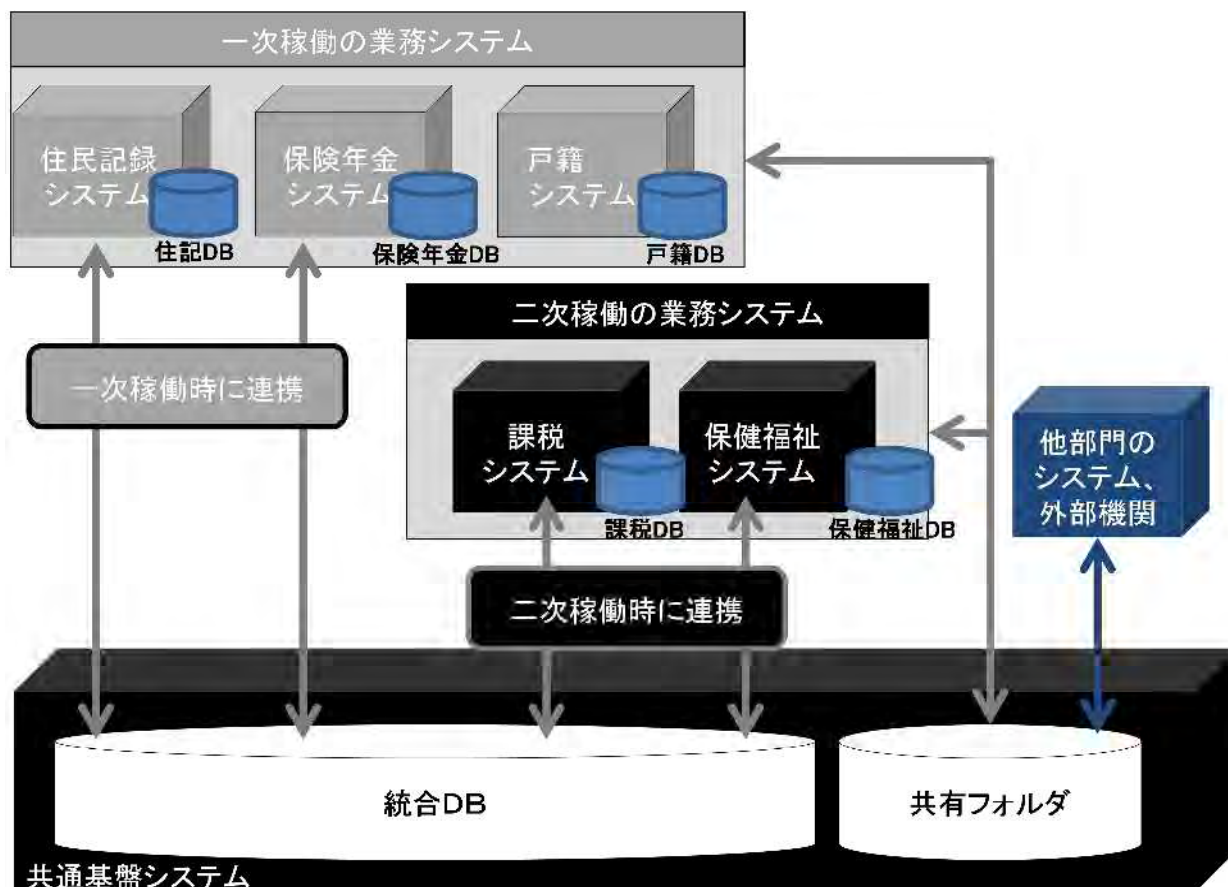 一次稼働の業務システム
住民記録
システム
住記DB
保険年金
システム
保険年金DB
戸籍
システム
戸籍DB
二次稼働の業務システム
一次稼働時に連携
課税
システム
課税DB
保健福祉
システム
保健福祉DB
他部門の
システム、
外部機関
二次稼働時に連携
統合DB
共有フォルダ
共通基盤システム